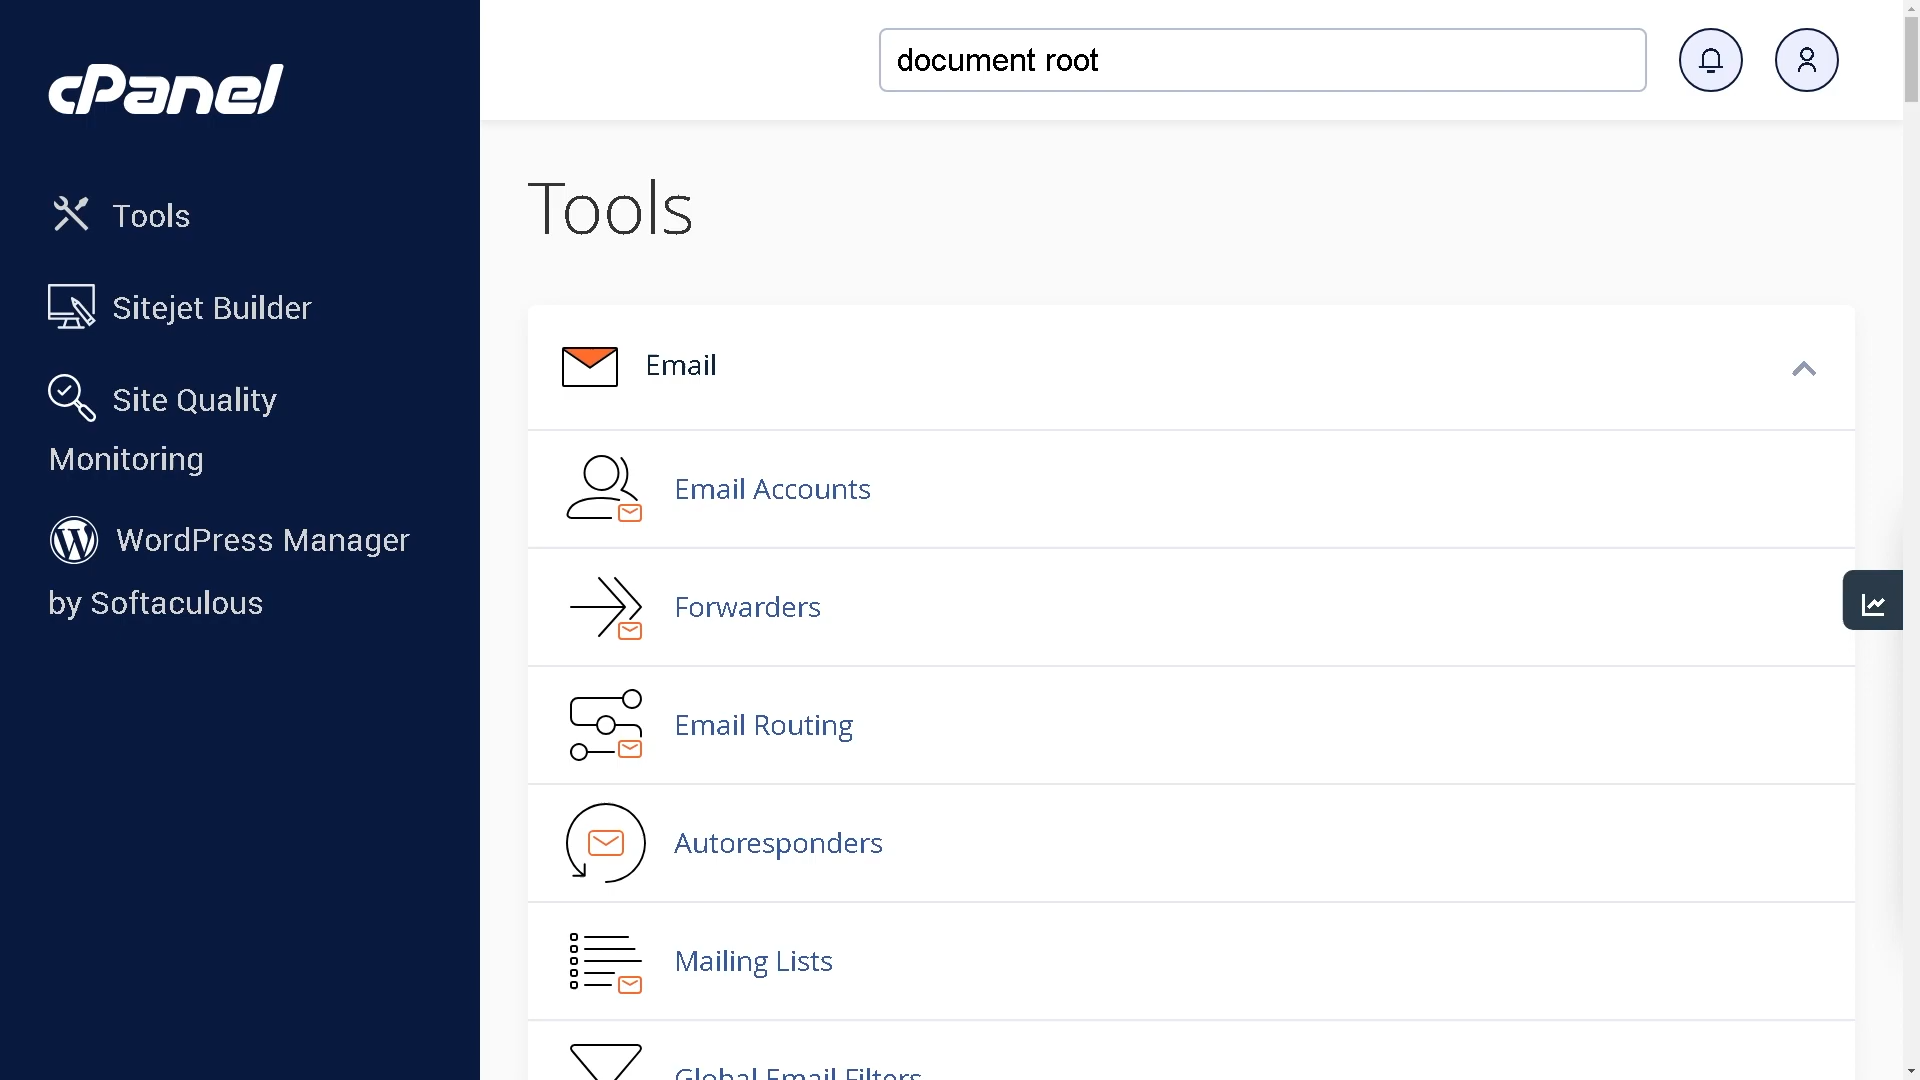 cPanel
document root
Tools
Sitejet Builder
Site Quality
Monitoring
WordPress Manager
by Softaculous
Tools
Email
Email Accounts
Forwarders
Email Routing
Autoresponders
Mailing Lists
Global Email Filters